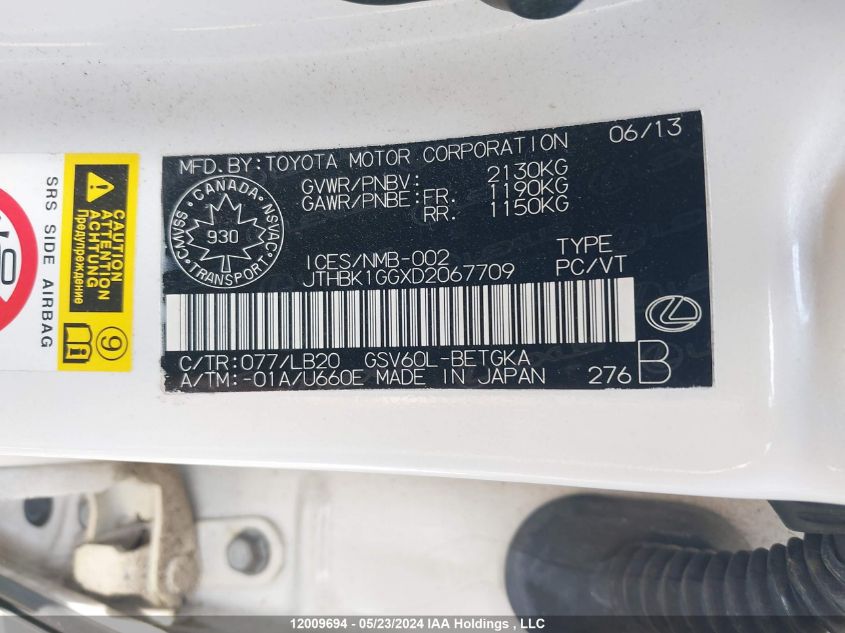 MFD. BY: TOYOTA MOTOR CORPORATION 06/13
GVWR/PNBV: 2130KG
GAWR/PNBE: FR. 1190KG
RR. 1150KG
CANADA
CMVSS NSVAC
930
TRANSPORT
ICES/NMB-002 TYPE
JTHBK1GGXD2067709 PC/VT
C/TR:077/LB20 GSV60L-BETGKA
A/TM:-01A/U660E MADE IN JAPAN 276 B
SRS SIDE AIRBAG
CAUTION
ATTENTION
ACHTUNG
Предупреждение
9
12009694 - 05/23/2024 IAA Holdings , LLC